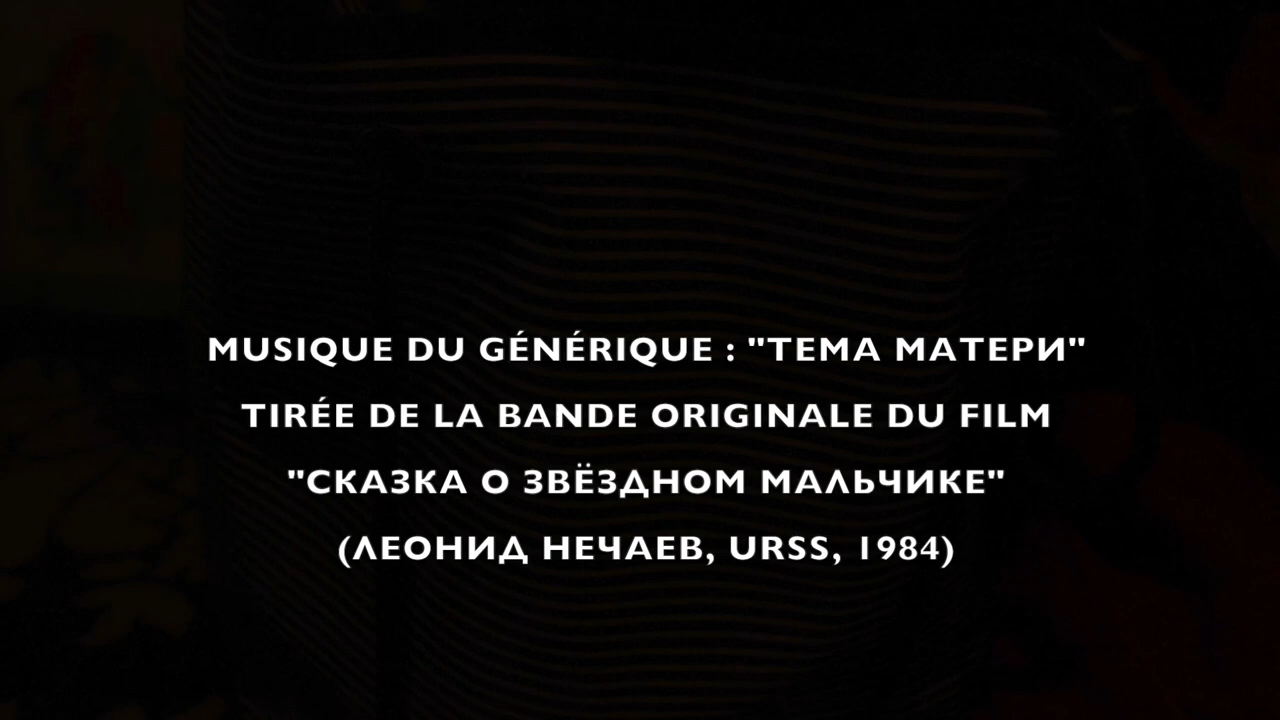 MUSIQUE DU GÉNÉRIQUE : "ТЕМА МАТЕРИ"
TIRÉE DE LA BANDE ORIGINALE DU FILM
"СКАЗКА О ЗВЁЗДНОМ МАЛЬЧИКЕ"
(ЛЕОНИД НЕЧАЕВ, URSS, 1984)